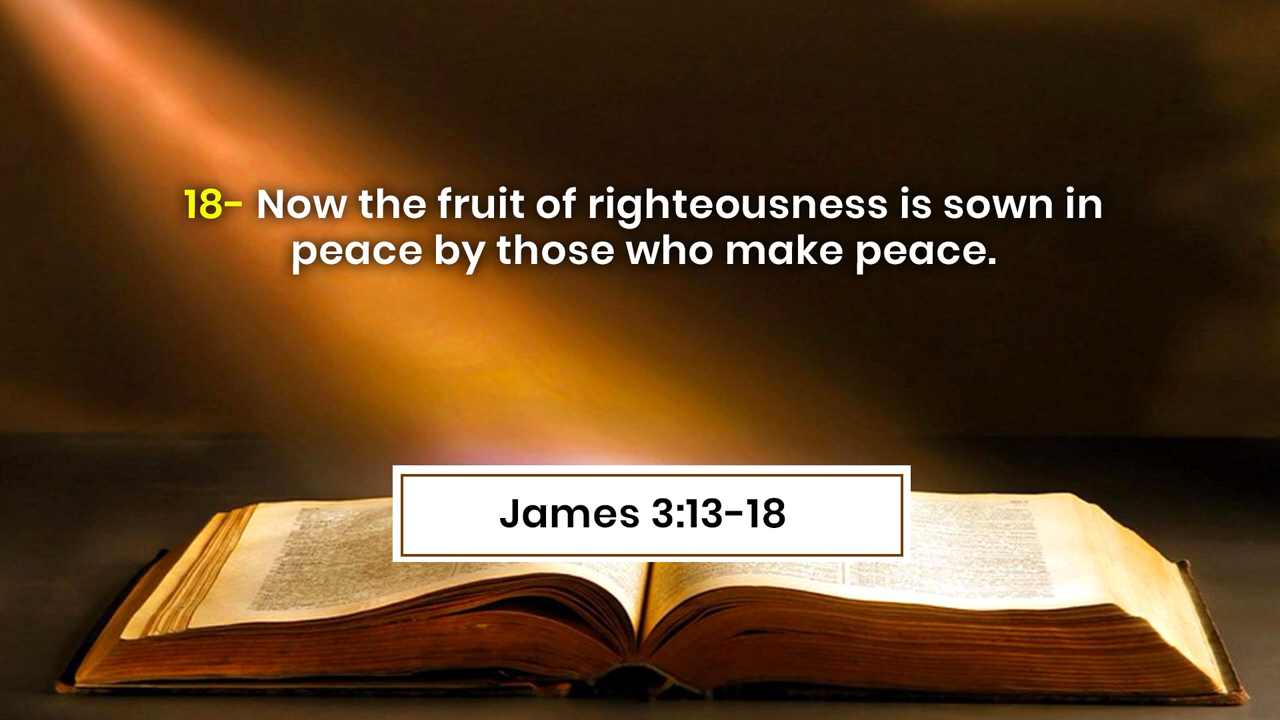 18- Now the fruit of righteousness is sown in
peace by those who make peace.
James 3:13-18